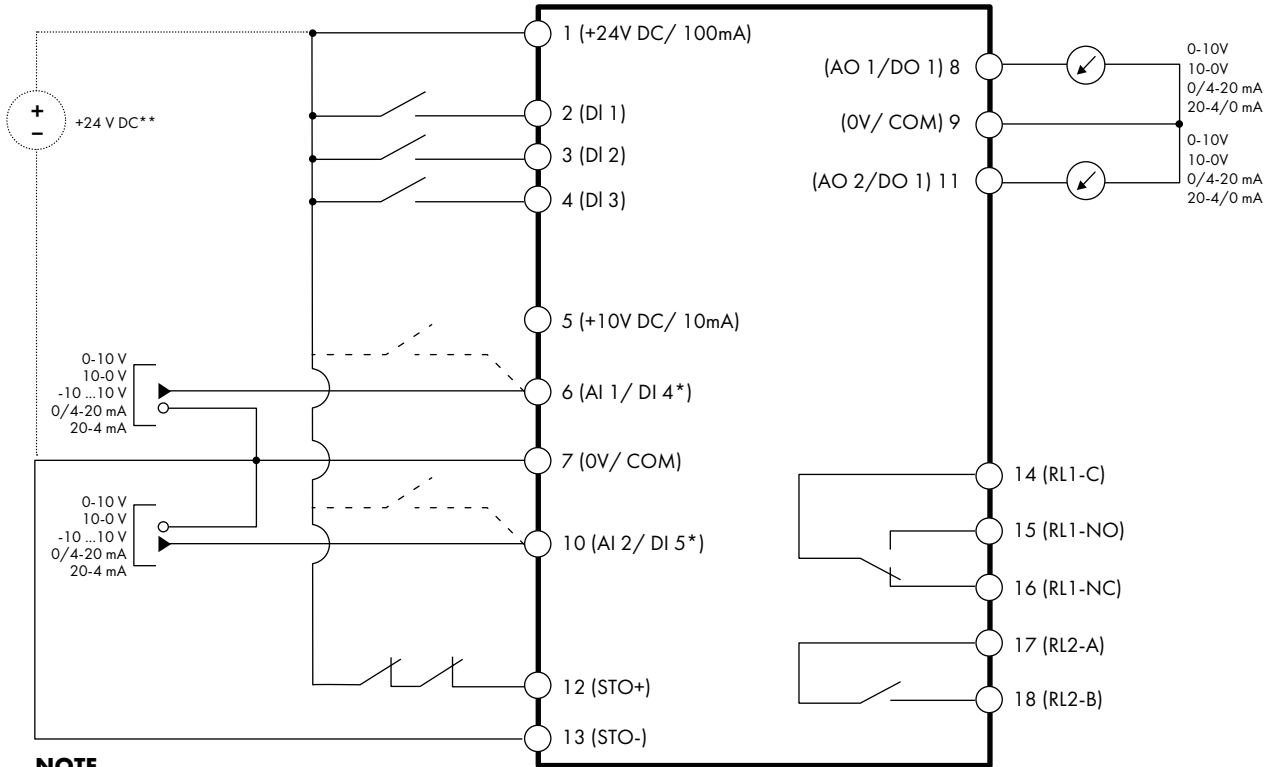 1 (+24V DC/ 100mA)
+
−
+24 V DC**
2 (DI 1)
3 (DI 2)
4 (DI 3)
5 (+10V DC/ 10mA)
0-10 V
10-0 V
-10 ...10 V
0/4-20 mA
20-4 mA
6 (AI 1/ DI 4*)
7 (0V/ COM)
0-10 V
10-0 V
-10 ...10 V
0/4-20 mA
20-4 mA
10 (AI 2/ DI 5*)
12 (STO+)
13 (STO-)
(AO 1/DO 1) 8
0-10V
10-0V
0/4-20 mA
20-4/0 mA
(0V/ COM) 9
(AO 2/DO 1) 11
0-10V
10-0V
0/4-20 mA
20-4/0 mA
14 (RL1-C)
15 (RL1-NO)
16 (RL1-NC)
17 (RL2-A)
18 (RL2-B)
NOTE